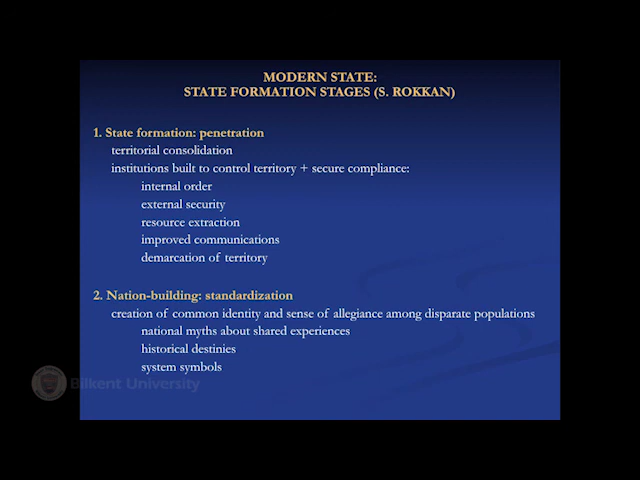 MODERN STATE:
STATE FORMATION STAGES (S. ROKKAN)
1. State formation: penetration
territorial consolidation
institutions built to control territory + secure compliance:
internal order
external security
resource extraction
improved communications
demarcation of territory
2. Nation-building: standardization
creation of common identity and sense of allegiance among disparate populations
national myths about shared experiences
historical destinies
system symbols
Bilkent University